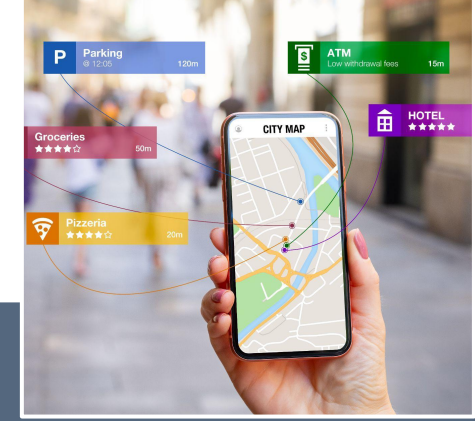 P
Parking
@ 12:05
120m
$
ATM
Low withdrawal fees
15m
HOTEL
★★★★★
CITY MAP
Groceries
★★★★☆
50m
Pizzeria
★★★★☆
20m